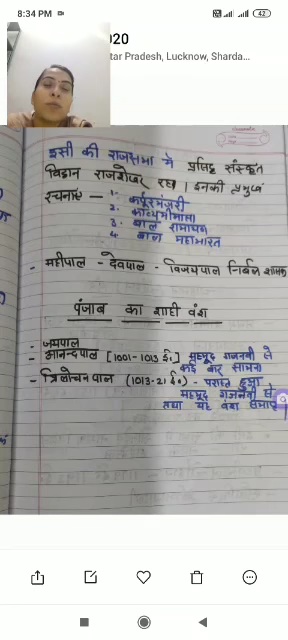 8:34 PM
42
020
tar Pradesh, Lucknow, Sharda...
इसी की राजसभा मे प्रसिद्ध संस्कृत
विद्वान राजशेखर रहा। इनकी प्रमुख
रचनाएं — 1. कर्पूरमंजरी
2. काव्यमीमांसा
3. बाल रामायण
4. बाल महाभारत
- महीपाल - देवपाल - विजयपाल निर्बल शासक
पंजाब का शाही वंश
- जयपाल
- आनन्दपाल [1001-1013 ई.] महमूद गजनवी से
कई बार सामना
- त्रिलोचनपाल (1013-21 ई.) - परास्त हुआ
महमूद गजनवी से
तथा यह वंश समाप्त